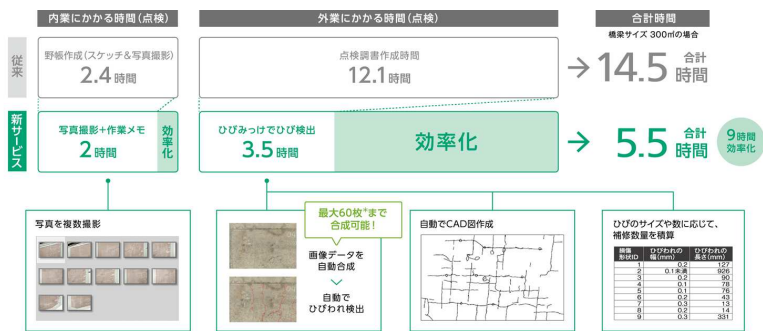 内業にかかる時間(点検)
外業にかかる時間(点検)
合計時間
橋梁サイズ 300㎡の場合
従来
野帳作成(スケッチ&写真撮影)
2.4時間
点検調書作成時間
12.1時間
14.5 合計時間
新サービス
写真撮影+作業メモ
2時間
効率化
ひびみっけでひび検出
3.5時間
効率化
5.5 合計時間
9時間
効率化
写真を複数撮影
最大60枚*まで
合成可能!
画像データを
自動合成
自動で
ひびわれ検出
自動でCAD図作成
ひびのサイズや数に応じて、
補修数量を積算
損傷形状ID ひびわれの幅(mm) ひびわれの長さ(mm)
1 0.2 127
2 0.1未満 926
3 0.2 90
4 0.1 78
5 0.1 76
6 0.2 43
7 0.3 13
8 0.2 14
9 0.3 331